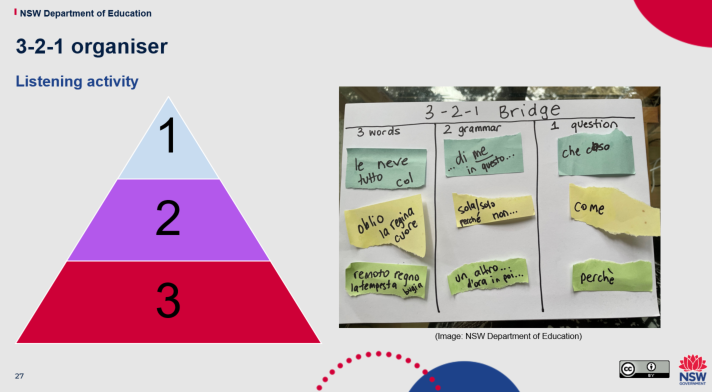 NSW Department of Education
3-2-1 organiser
Listening activity
1
2
3
3-2-1 Bridge
3 words
2 grammar
1 question
le neve
tutto col
... di me
in questo...
che
oblio la regina
cuore
sola/solo
perché non...
come
remoto regno
la tempesta
un altro...
d'ora in poi...
perchè
(Image: NSW Department of Education)
27
cc
BY
NSW
GOVERNMENT